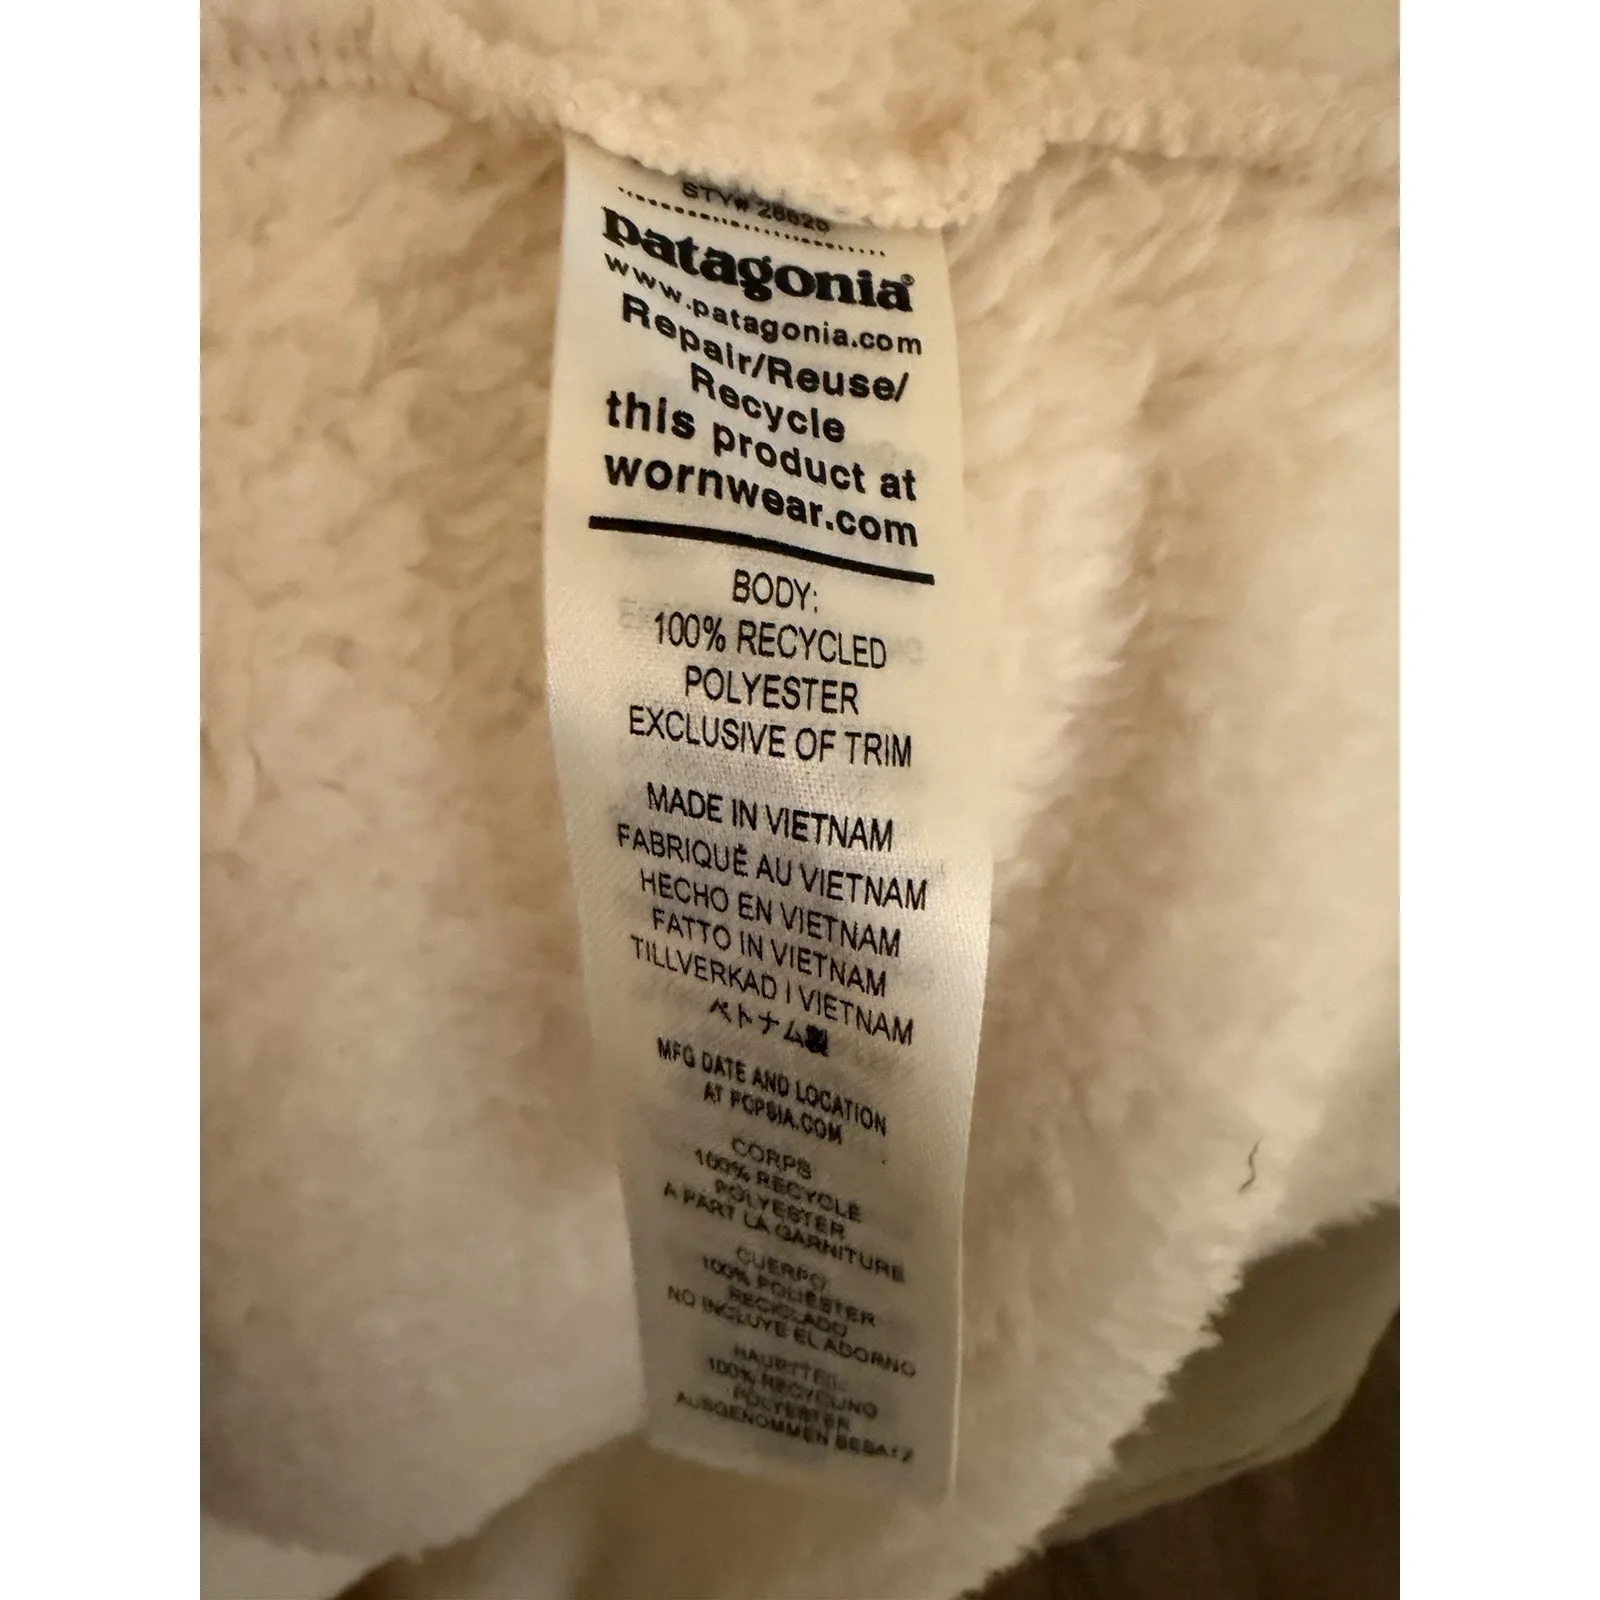 STY# 28625
patagonia®
www.patagonia.com
Repair/Reuse/
Recycle
this product at
wornwear.com
BODY:
100% RECYCLED
POLYESTER
EXCLUSIVE OF TRIM
MADE IN VIETNAM
FABRIQUÉ AU VIETNAM
HECHO EN VIETNAM
FATTO IN VIETNAM
TILLVERKAD I VIETNAM
ベトナム製
MFG DATE AND LOCATION
AT FCPSIA.COM
CORPS
100% RECYCLÉ
POLYESTER
A PART LA GARNITURE
CUERPO:
100% POLIÉSTER
RECICLADO
NO INCLUYE EL ADORNO
HAUPTTEIL
100% RECYCLING
POLYESTER
AUSGENOMMEN BESATZ